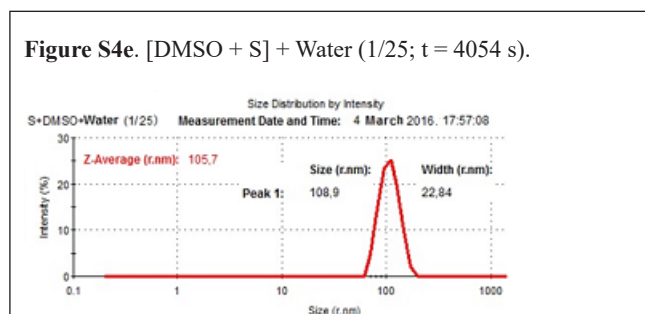 Figure S4e. [DMSO + S] + Water (1/25; t = 4054 s).
Size Distribution by Intensity
S+DMSO+Water (1/25) Measurement Date and Time: 4 March 2016. 17:57:08
Z-Average (r.nm): 105,7
Size (r.nm): Width (r.nm):
Peak 1: 108,9 22,84
Intensity (%)
30
20
10
0
0.1 1 10 100 1000
Size (r.nm)